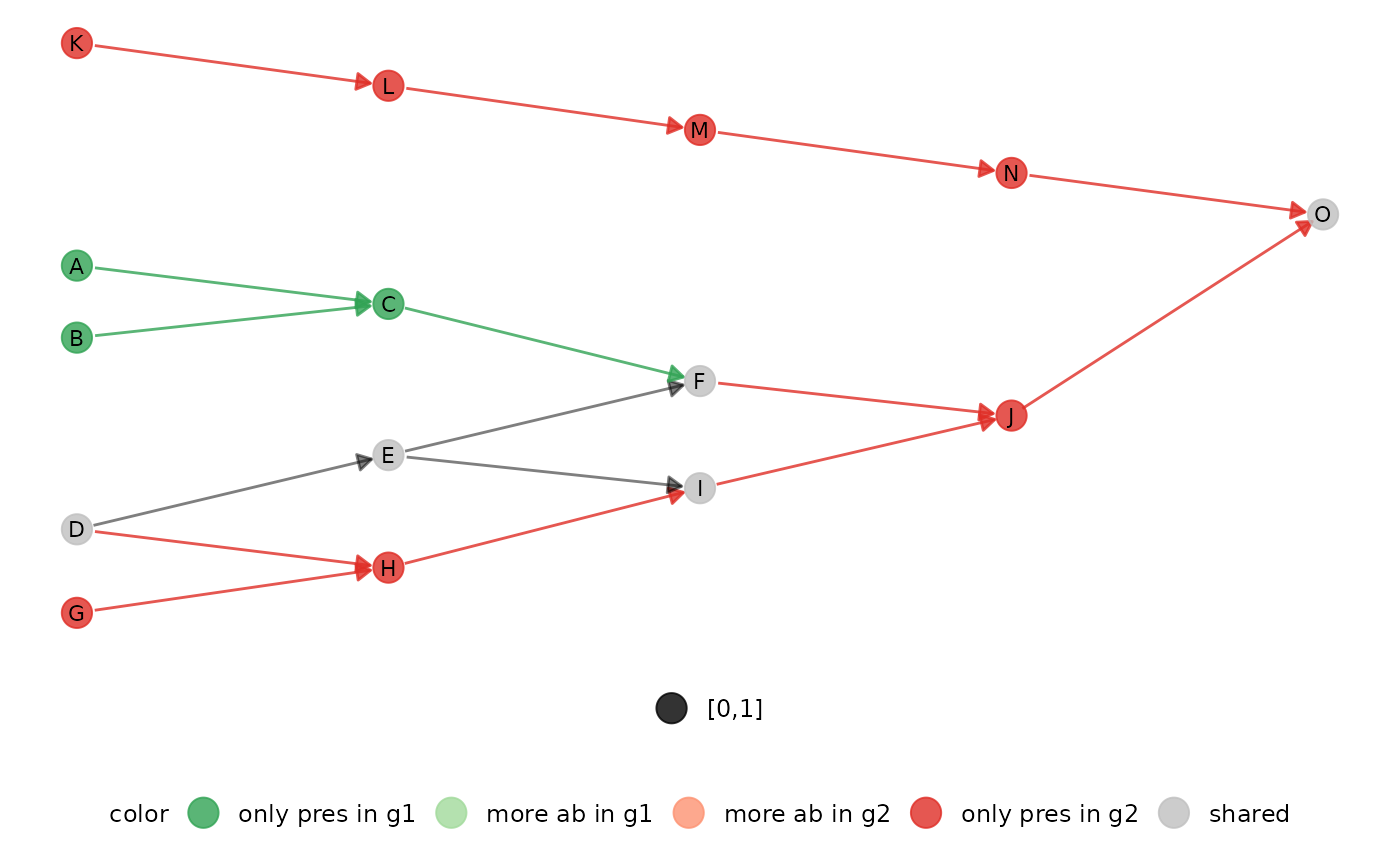 K
L
M
N
O
A
C
B
F
J
E
I
D
H
G
[0,1]
color only pres in g1 more ab in g1 more ab in g2 only pres in g2 shared